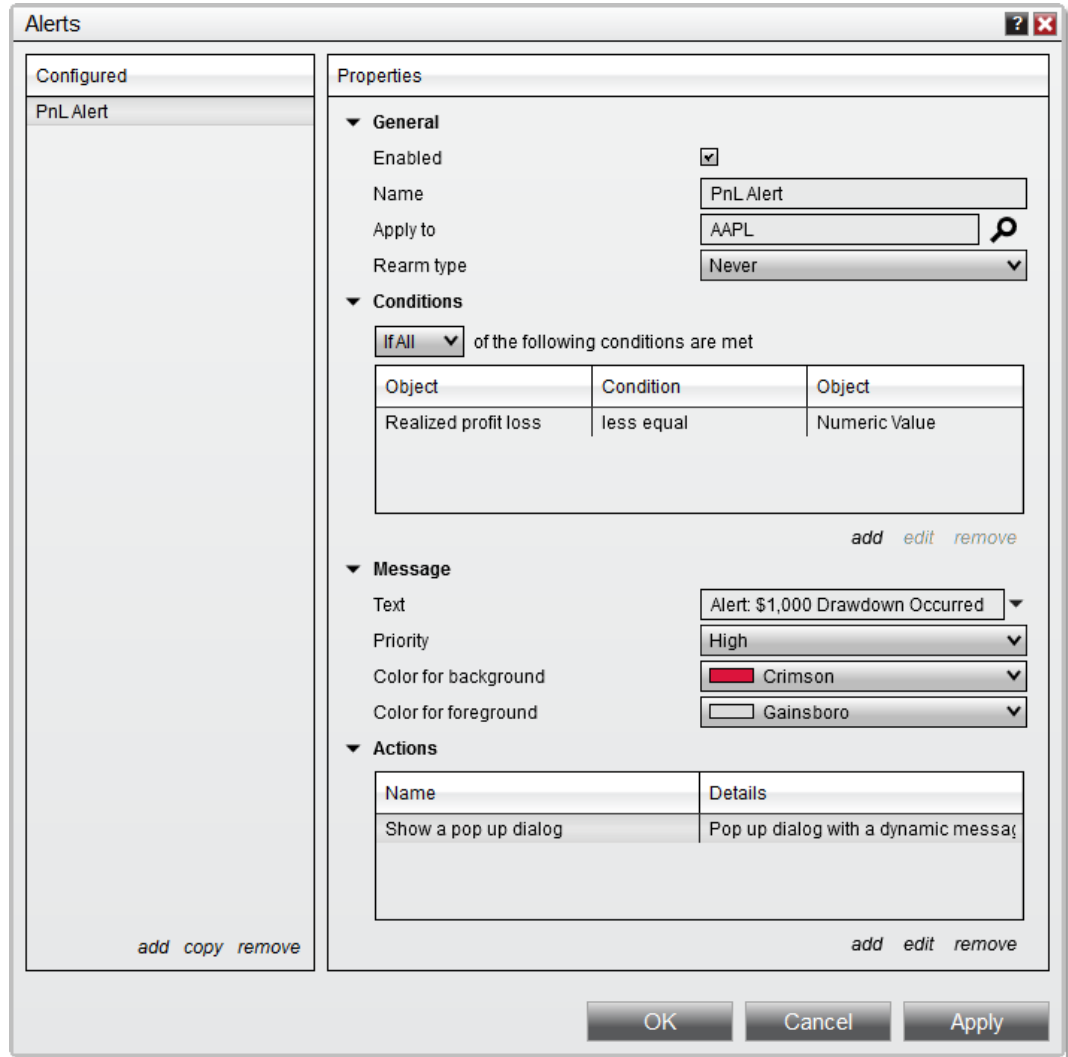 Alerts ?
Configured
PnL Alert
add copy remove
Properties
General
Enabled
Name PnL Alert
Apply to AAPL
Rearm type Never
Conditions
If All of the following conditions are met
Object Condition Object
Realized profit loss less equal Numeric Value
add edit remove
Message
Text Alert: $1,000 Drawdown Occurred
Priority High
Color for background Crimson
Color for foreground Gainsboro
Actions
Name Details
Show a pop up dialog Pop up dialog with a dynamic messag
add edit remove
OK Cancel Apply